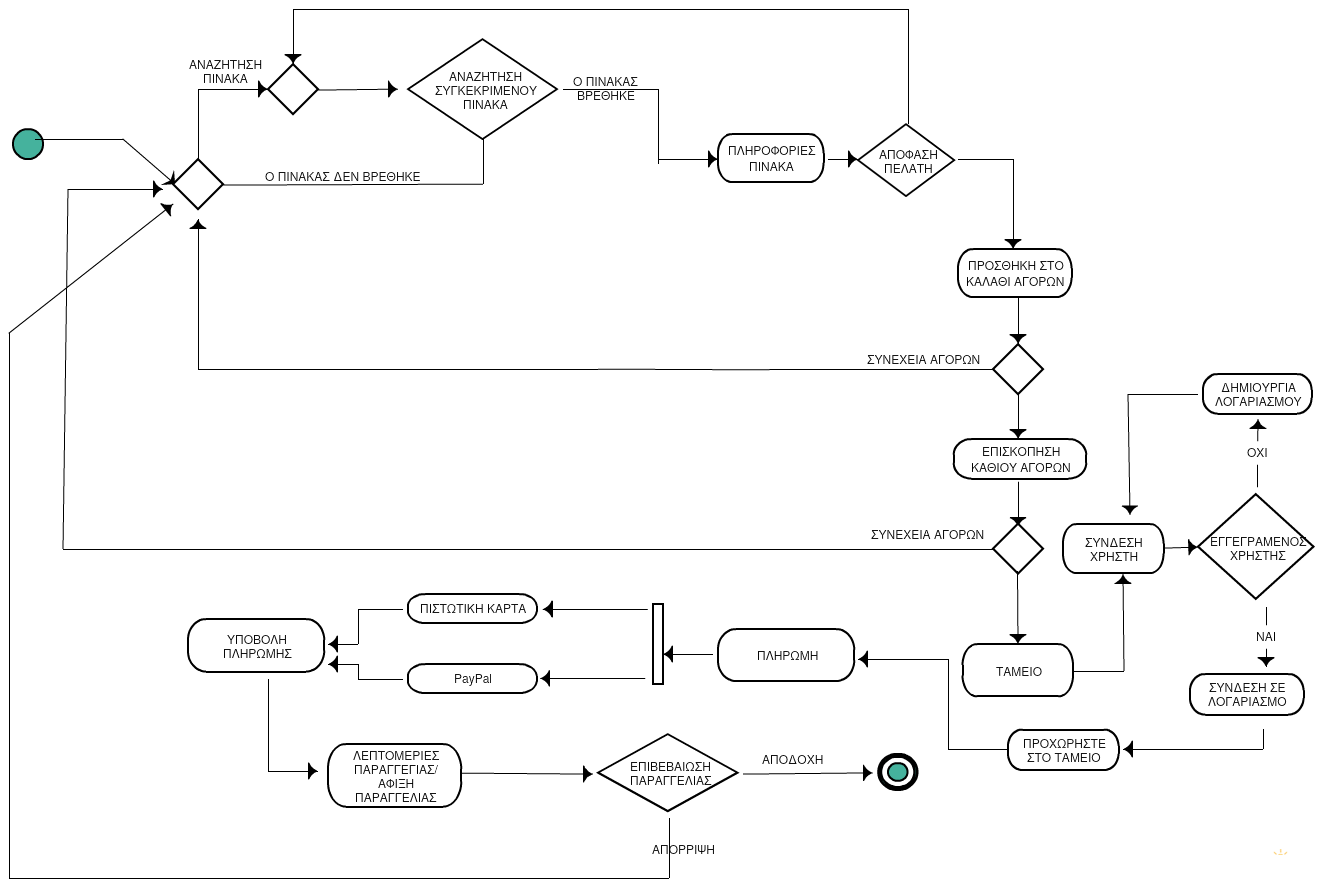 ΑΝΑΖΗΤΗΣΗ
ΠΙΝΑΚΑ
ΑΝΑΖΗΤΗΣΗ
ΣΥΓΚΕΚΡΙΜΕΝΟΥ
ΠΙΝΑΚΑ
Ο ΠΙΝΑΚΑΣ
ΒΡΕΘΗΚΕ
ΠΛΗΡΟΦΟΡΙΕΣ
ΠΙΝΑΚΑ
ΑΠΟΦΑΣΗ
ΠΕΛΑΤΗ
Ο ΠΙΝΑΚΑΣ ΔΕΝ ΒΡΕΘΗΚΕ
ΠΡΟΣΘΗΚΗ ΣΤΟ
ΚΑΛΑΘΙ ΑΓΟΡΩΝ
ΣΥΝΕΧΕΙΑ ΑΓΟΡΩΝ
ΔΗΜΙΟΥΡΓΙΑ
ΛΟΓΑΡΙΑΣΜΟΥ
ΕΠΙΣΚΟΠΗΣΗ
ΚΑΘΙΟΥ ΑΓΟΡΩΝ
ΟΧΙ
ΣΥΝΕΧΕΙΑ ΑΓΟΡΩΝ
ΣΥΝΔΕΣΗ
ΧΡΗΣΤΗ
ΕΓΓΕΓΡΑΜΕΝΟΣ
ΧΡΗΣΤΗΣ
ΝΑΙ
ΠΙΣΤΩΤΙΚΗ ΚΑΡΤΑ
ΥΠΟΒΟΛΗ
ΠΛΗΡΩΜΗΣ
ΠΛΗΡΩΜΗ
ΤΑΜΕΙΟ
PayPal
ΣΥΝΔΕΣΗ ΣΕ
ΛΟΓΑΡΙΑΣΜΟ
ΠΡΟΧΩΡΗΣΤΕ
ΣΤΟ ΤΑΜΕΙΟ
ΛΕΠΤΟΜΕΡΙΕΣ
ΠΑΡΑΓΓΕΓΙΑΣ/
ΑΦΙΞΗ
ΠΑΡΑΓΓΕΛΙΑΣ
ΕΠΙΒΕΒΑΙΩΣΗ
ΠΑΡΑΓΓΕΛΙΑΣ
ΑΠΟΔΟΧΗ
ΑΠΟΡΡΙΨΗ